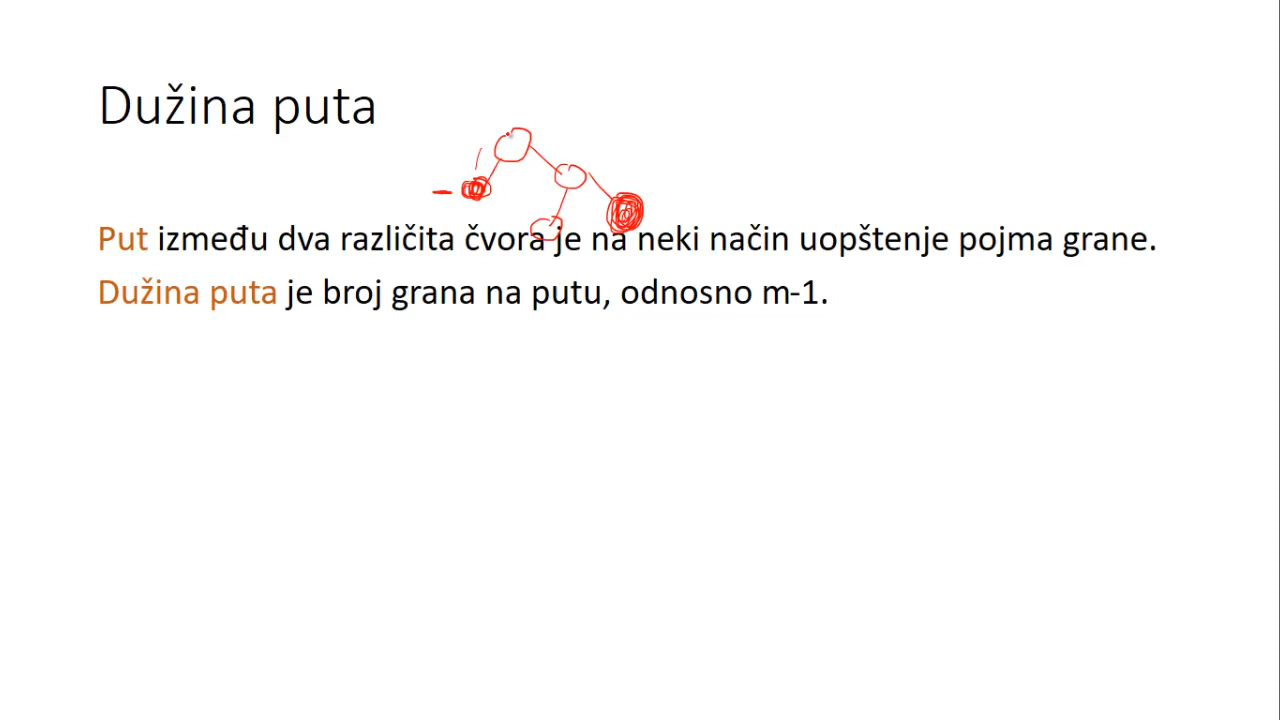 Dužina puta
Put između dva različita čvora je na neki način uopštenje pojma grane.
Dužina puta je broj grana na putu, odnosno m-1.